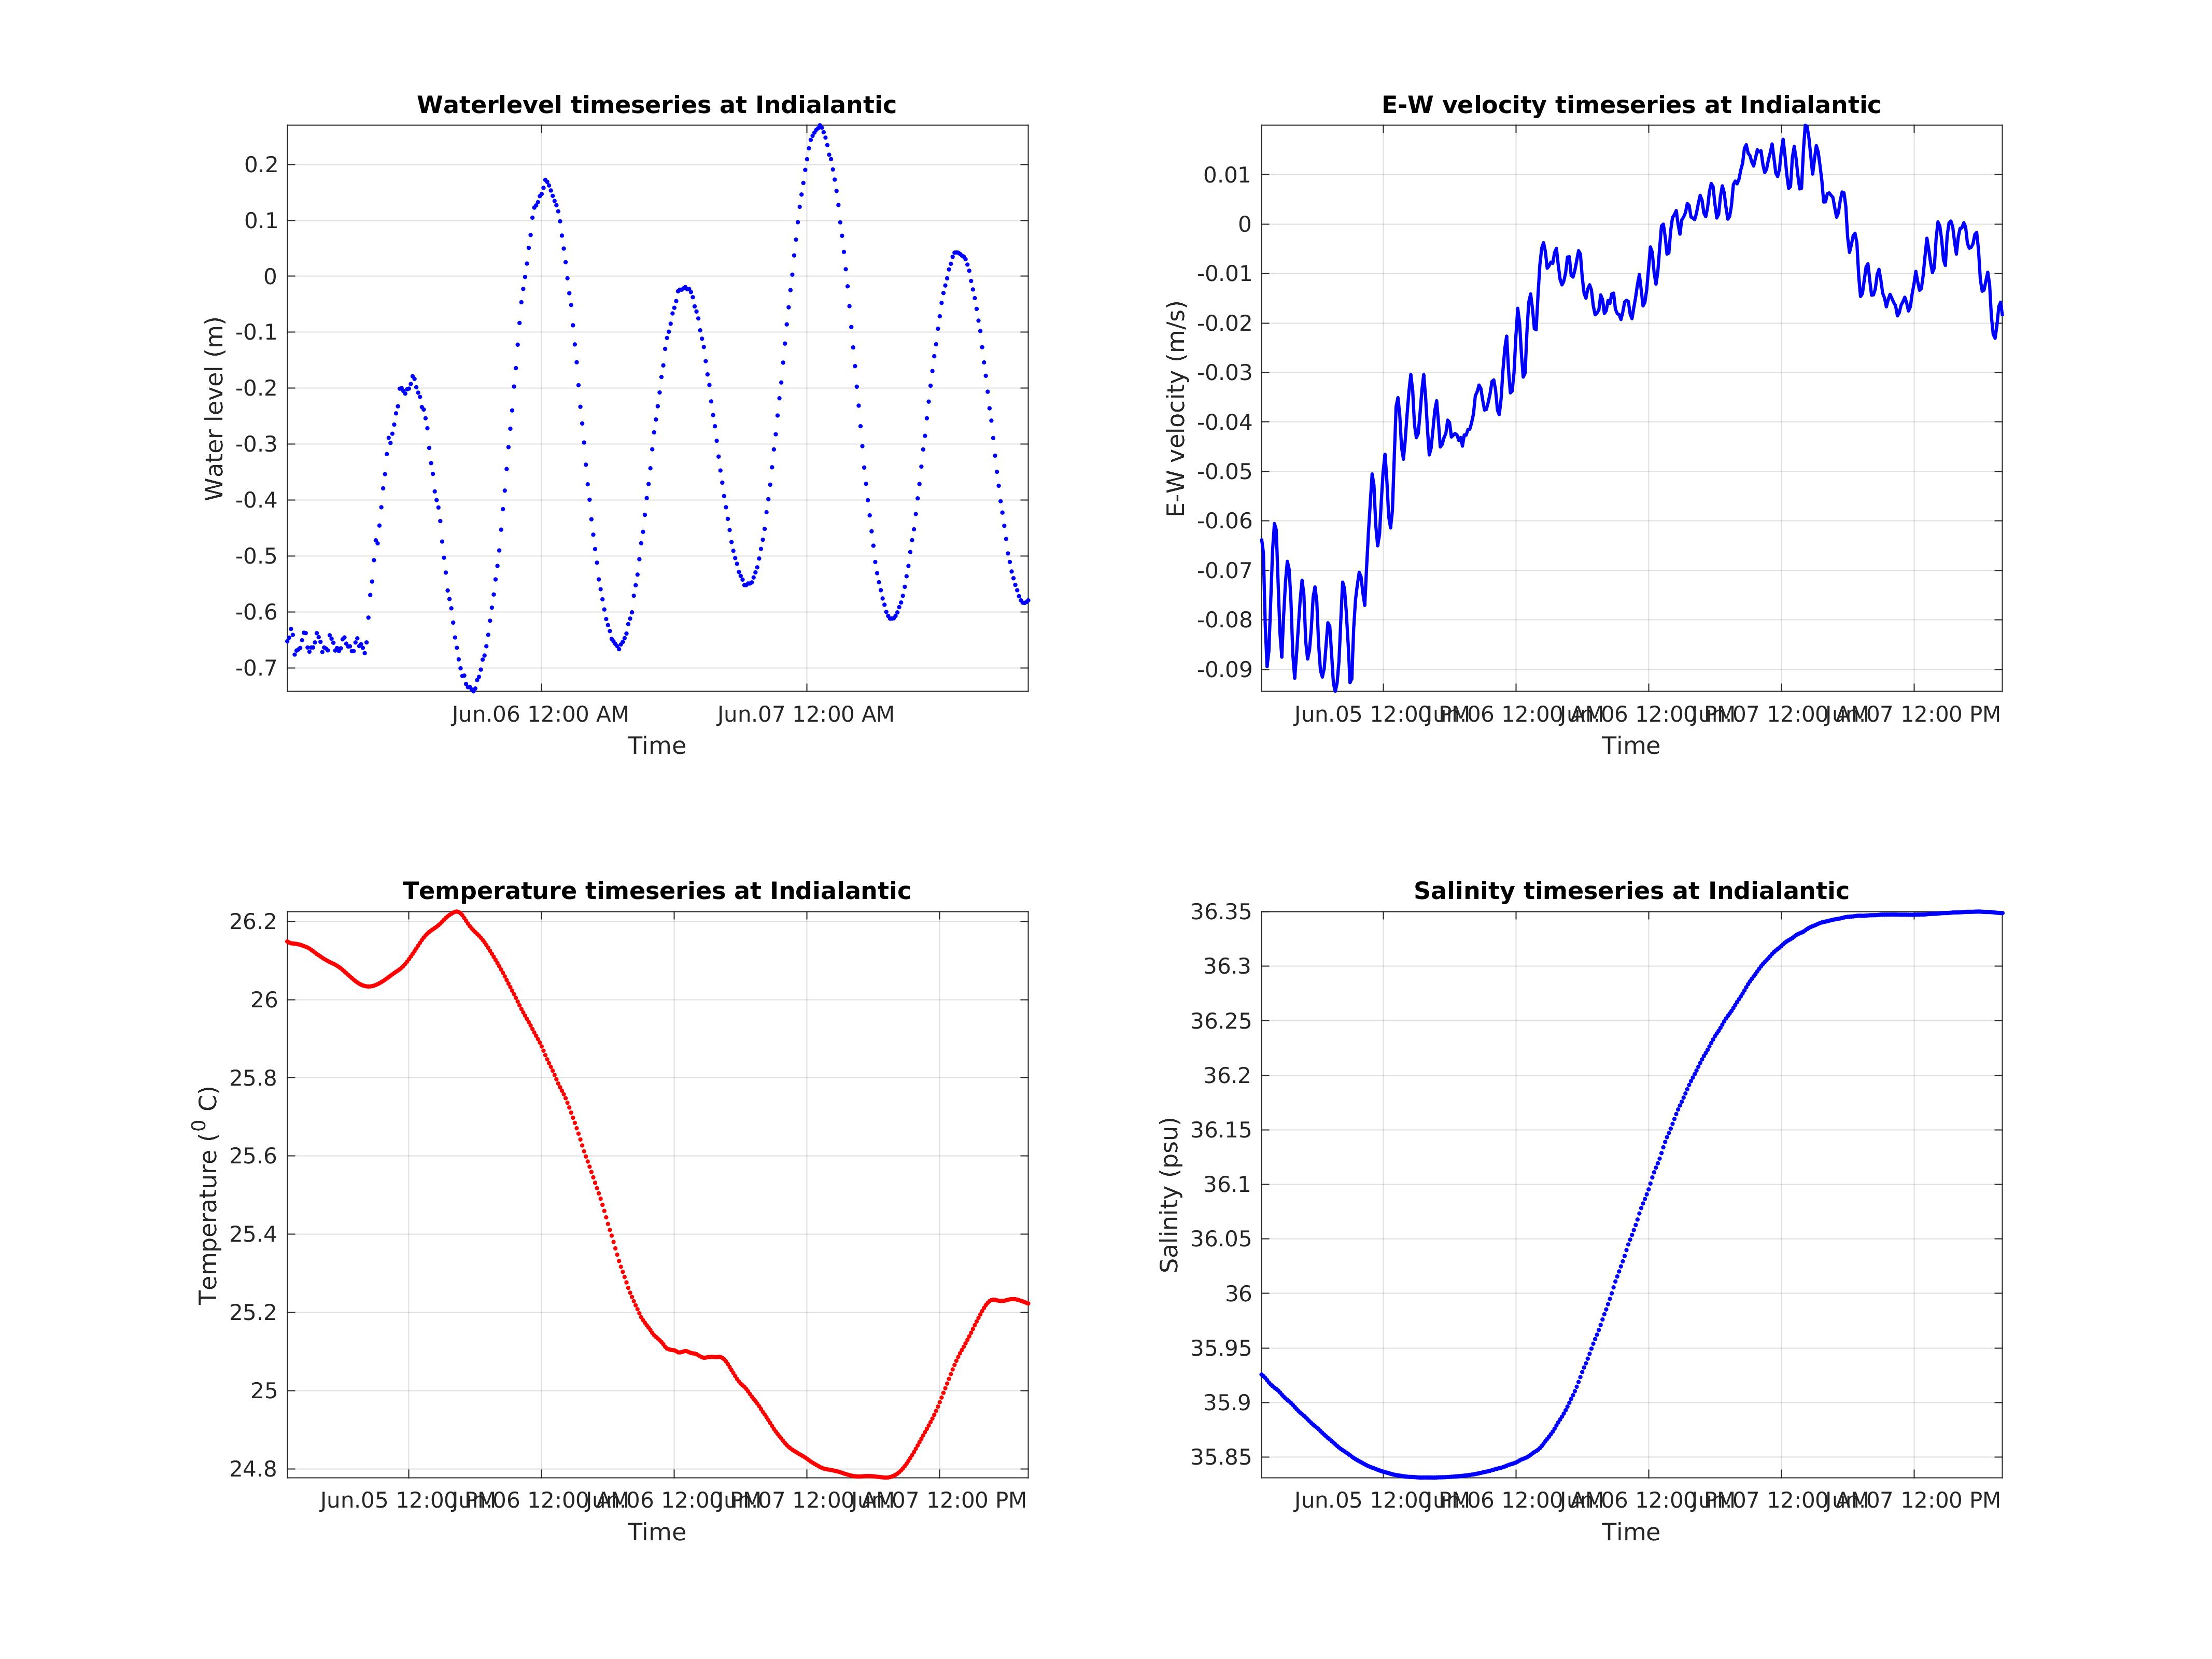 Waterlevel timeseries at Indialantic
0.2
0.1
0
-0.1
-0.2
-0.3
-0.4
-0.5
-0.6
-0.7
Water level (m)
Jun.06 12:00 AM
Jun.07 12:00 AM
Time
E-W velocity timeseries at Indialantic
0.01
0
-0.01
-0.02
-0.03
-0.04
-0.05
-0.06
-0.07
-0.08
-0.09
E-W velocity (m/s)
Jun.05 12:00 PM
Jun.06 12:00 AM
Jun.06 12:00 PM
Jun.07 12:00 AM
Jun.07 12:00 PM
Time
Temperature timeseries at Indialantic
26.2
26
25.8
25.6
25.4
25.2
25
24.8
Temperature (⁰ C)
Jun.05 12:00 PM
Jun.06 12:00 AM
Jun.06 12:00 PM
Jun.07 12:00 AM
Jun.07 12:00 PM
Time
Salinity timeseries at Indialantic
36.35
36.3
36.25
36.2
36.15
36.1
36.05
36
35.95
35.9
35.85
Salinity (psu)
Jun.05 12:00 PM
Jun.06 12:00 AM
Jun.06 12:00 PM
Jun.07 12:00 AM
Jun.07 12:00 PM
Time